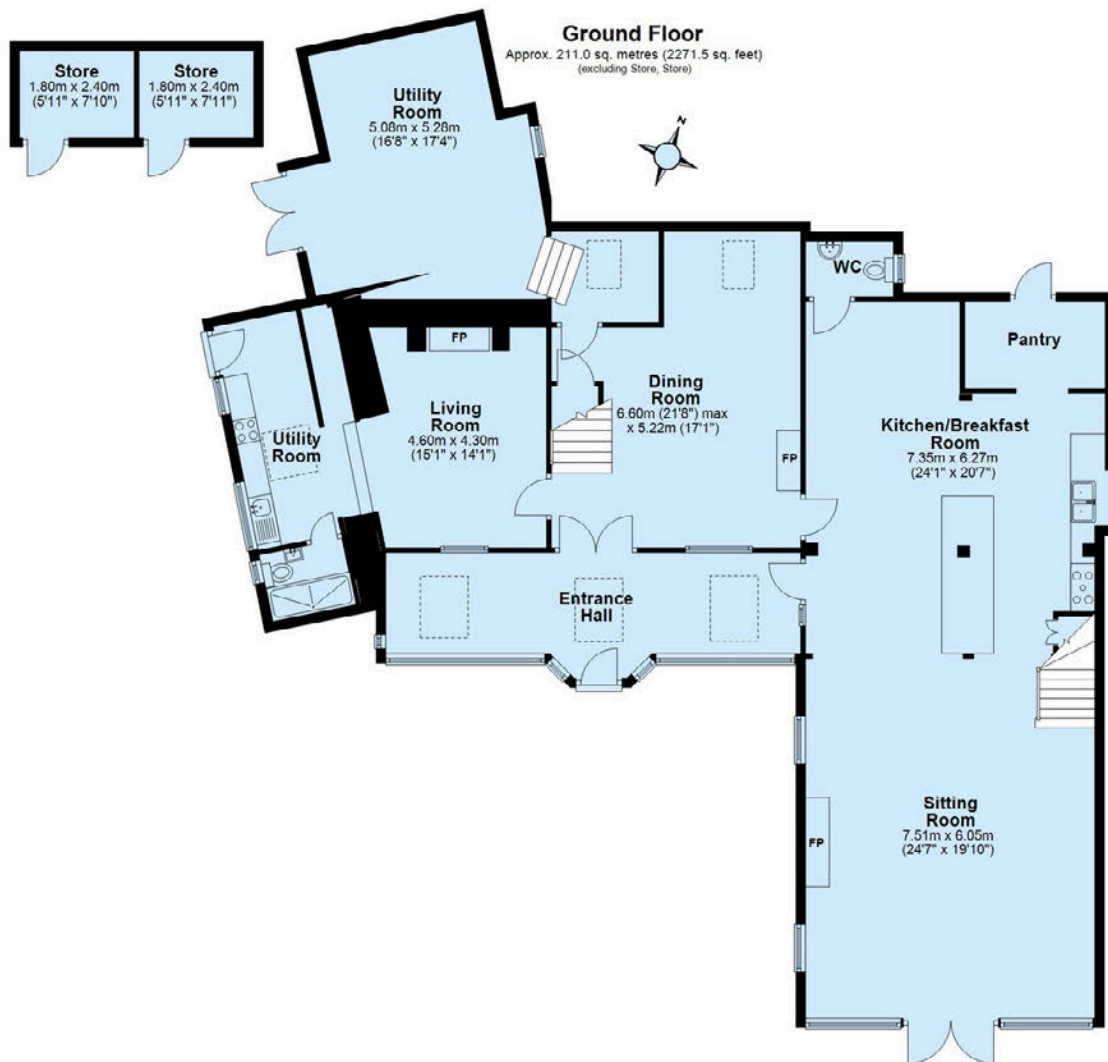 Ground Floor
Approx. 211.0 sq. metres (2271.5 sq. feet)
(excluding Store, Store)
Store
1.80m x 2.40m
(5'11" x 7'10")
Store
1.80m x 2.40m
(5'11" x 7'11")
Utility
Room
5.08m x 5.28m
(16'8" x 17'4")
N
WC
Pantry
FP
Living
Room
4.60m x 4.30m
(15'1" x 14'1")
Dining
Room
6.60m (21'8") max
x 5.22m (17'1")
FP
Kitchen/Breakfast
Room
7.35m x 6.27m
(24'1" x 20'7")
Utility
Room
Entrance
Hall
Sitting
Room
7.51m x 6.05m
(24'7" x 19'10")
FP